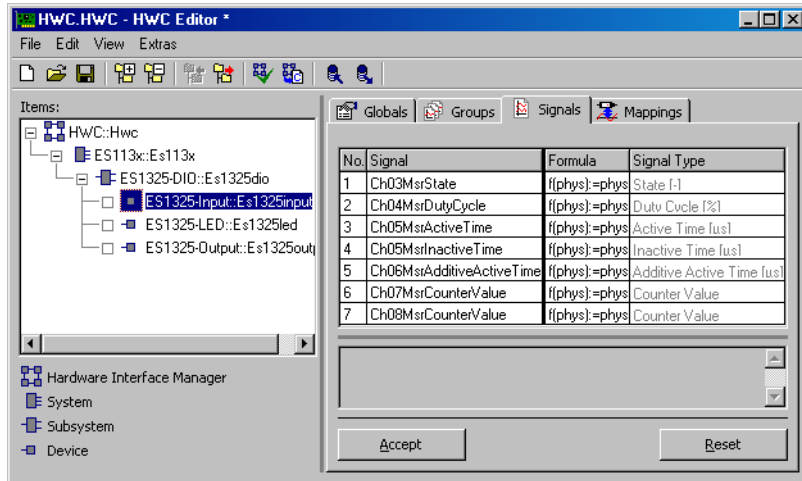 HWC.HWC - HWC Editor *
File Edit View Extras
Items:
HWC::Hwc
ES113x::Es113x
ES1325-DIO::Es1325dio
ES1325-Input::Es1325input
ES1325-LED::Es1325led
ES1325-Output::Es1325out
Hardware Interface Manager
System
Subsystem
Device
Globals Groups Signals Mappings
No. Signal Formula Signal Type
1 Ch03MsrState f(phys):=phys State [-]
2 Ch04MsrDutyCycle f(phys):=phys Duty Cycle [%]
3 Ch05MsrActiveTime f(phys):=phys Active Time [us]
4 Ch05MsrInactiveTime f(phys):=phys Inactive Time [us]
5 Ch06MsrAdditiveActiveTime f(phys):=phys Additive Active Time [us]
6 Ch07MsrCounterValue f(phys):=phys Counter Value
7 Ch08MsrCounterValue f(phys):=phys Counter Value
Accept Reset